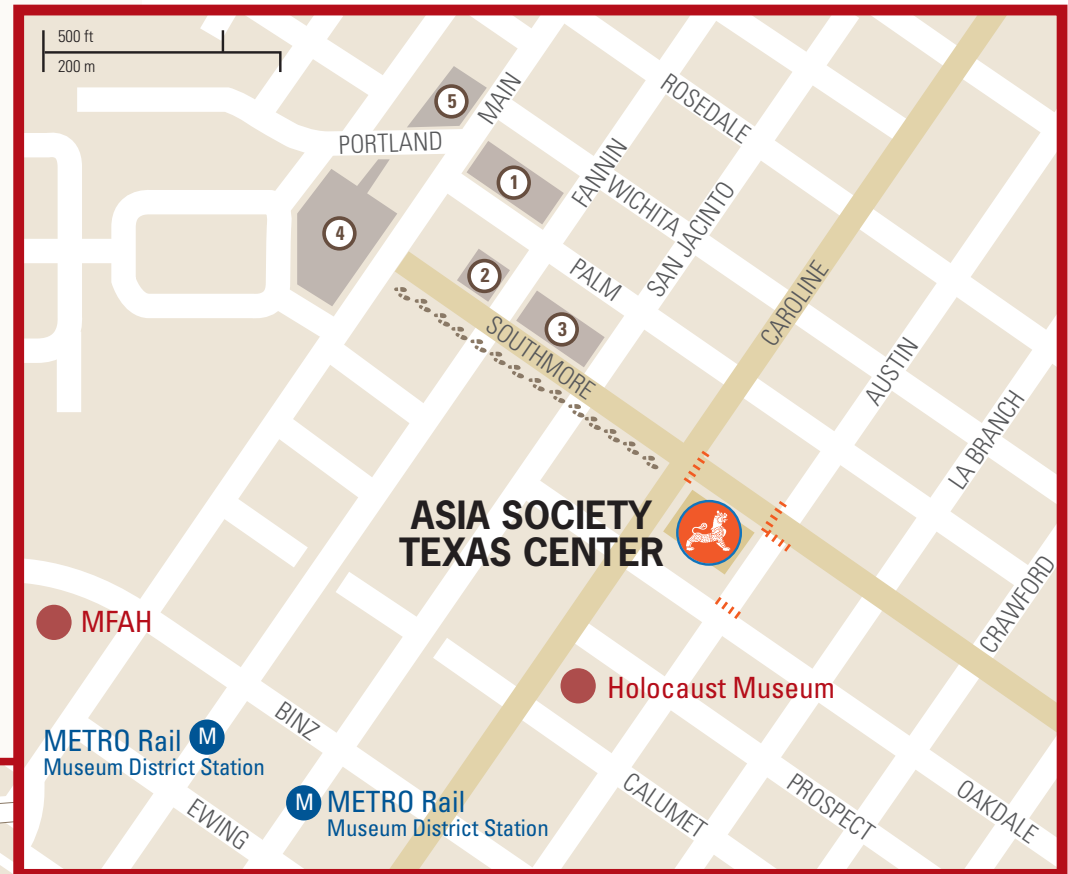 500 ft
200 m
5
MAIN
ROSEDALE
PORTLAND
1
FANNIN
WICHITA
SAN JACINTO
4
2
PALM
CAROLINE
3
SOUTHMORE
AUSTIN
LA BRANCH
ASIA SOCIETY
TEXAS CENTER
CRAWFORD
MFAH
Holocaust Museum
BINZ
METRO Rail M
Museum District Station
M METRO Rail
Museum District Station
EWING
CALUMET
PROSPECT
OAKDALE